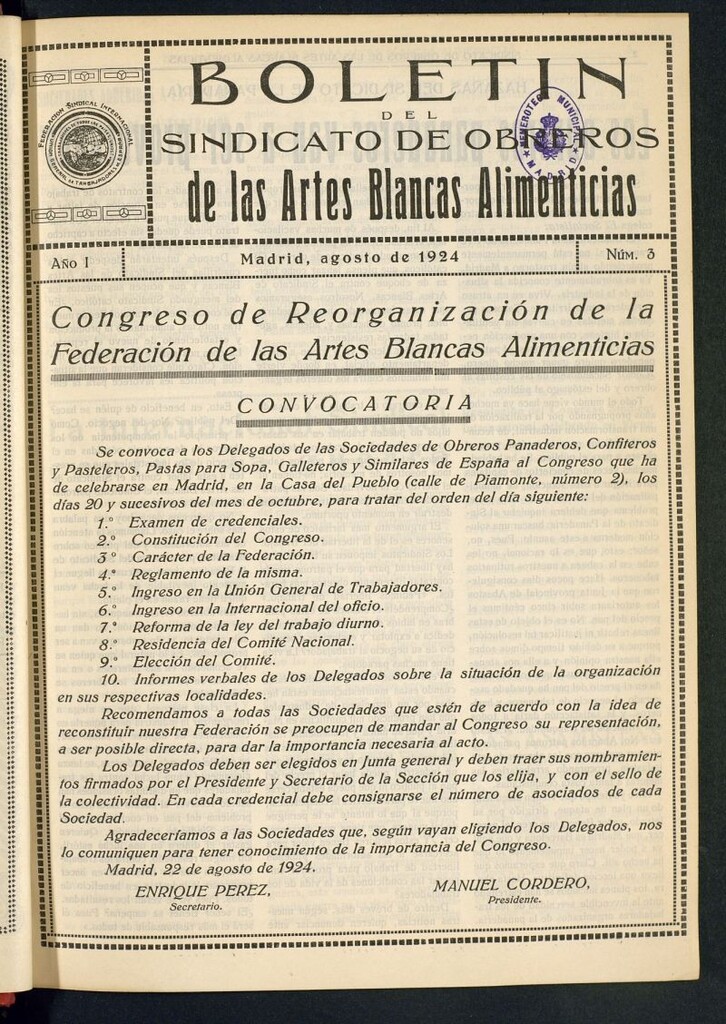 BOLETIN
DEL
SINDICATO DE OBREROS
de las Artes Blancas Alimenticias
FEDERACION SINDICAL INTERNACIONAL
UNION GENERAL DE TRABAJADORES
HEMEROTECA MUNICIPAL
MADRID
Año I
Madrid, agosto de 1924
Núm. 3
Congreso de Reorganización de la
Federación de las Artes Blancas Alimenticias
CONVOCATORIA
Se convoca a los Delegados de las Sociedades de Obreros Panaderos, Confiteros
y Pasteleros, Pastas para Sopa, Galleteros y Similares de España al Congreso que ha
de celebrarse en Madrid, en la Casa del Pueblo (calle de Piamonte, número 2), los
días 20 y sucesivos del mes de octubre, para tratar del orden del día siguiente:
1.º Examen de credenciales.
2.º Constitución del Congreso.
3º Carácter de la Federación.
4.º Reglamento de la misma.
5.º Ingreso en la Unión General de Trabajadores.
6.º Ingreso en la Internacional del oficio.
7.º Reforma de la ley del trabajo diurno.
8.º Residencia del Comité Nacional.
9.º Elección del Comité.
10. Informes verbales de los Delegados sobre la situación de la organización
en sus respectivas localidades.
Recomendamos a todas las Sociedades que estén de acuerdo con la idea de
reconstituir nuestra Federación se preocupen de mandar al Congreso su representación,
a ser posible directa, para dar la importancia necesaria al acto.
Los Delegados deben ser elegidos en Junta general y deben traer sus nombramien-
tos firmados por el Presidente y Secretario de la Sección que los elija, y con el sello de
la colectividad. En cada credencial debe consignarse el número de asociados de cada
Sociedad.
Agradeceríamos a las Sociedades que, según vayan eligiendo los Delegados, nos
lo comuniquen para tener conocimiento de la importancia del Congreso.
Madrid, 22 de agosto de 1924.
ENRIQUE PEREZ,
Secretario.
MANUEL CORDERO,
Presidente.